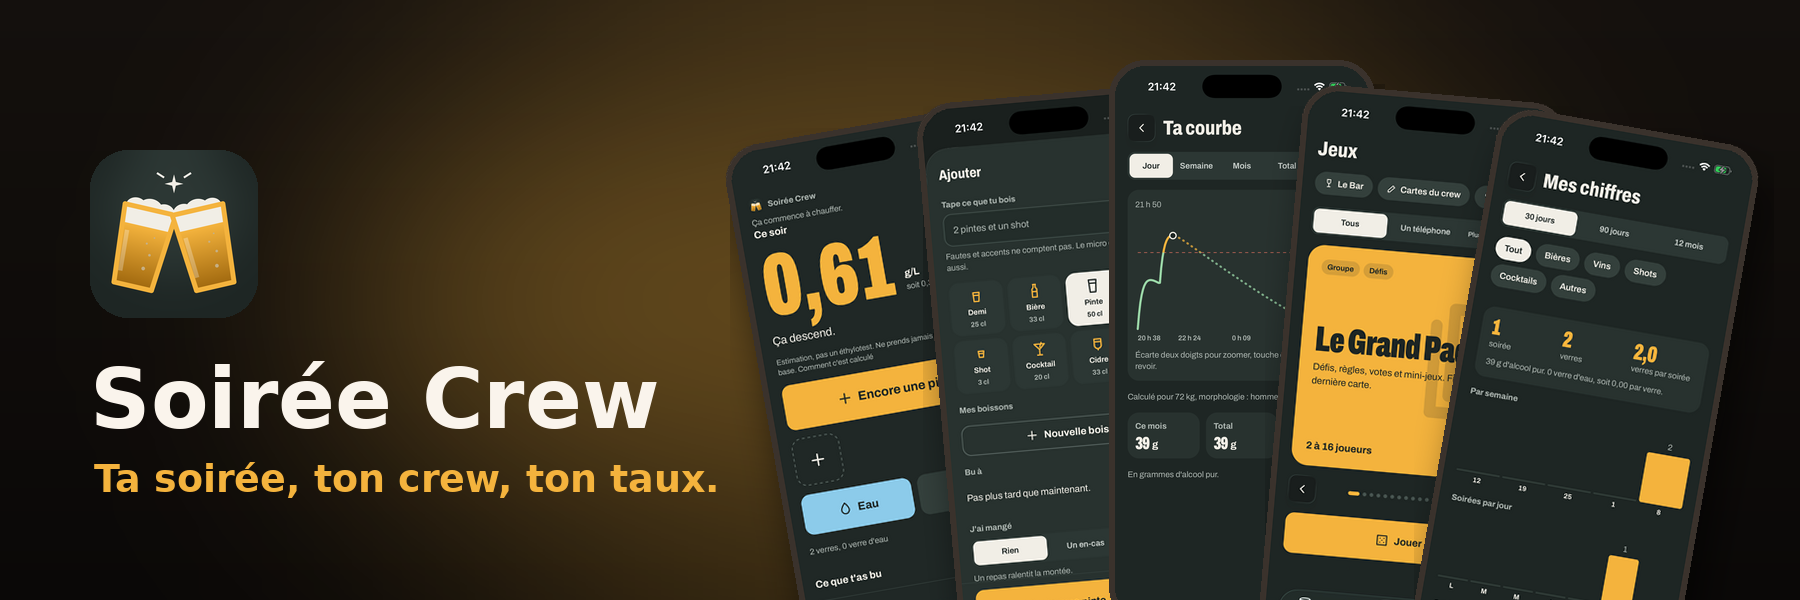 Soirée Crew
Ta soirée, ton crew, ton taux.
21:42
Soirée Crew
Ça commence à chauffer.
Ce soir
0,61 g/L
Ça descend.
Estimation, pas un éthylotest. Ne prends jamais
base. Comment c'est calculé
+ Encore une
+
Eau
2 verres, 0 verre d'eau
Ce que t'as bu
21:42
Ajouter
Tape ce que tu bois
2 pintes et un shot
Fautes et accents ne comptent pas. Le micro
aussi.
Demi
25 cl
Bière
33 cl
Pinte
50 cl
Shot
3 cl
Cocktail
20 cl
Cidre
33 cl
Mes boissons
+ Nouvelle
Bu à
Pas plus tard que maintenant.
J'ai mangé
Rien
Un en-cas
Un repas ralentit la montée.
21:42
Ta courbe
Jour
Semaine
Mois
Total
21 h 50
20 h 38
22 h 24
0 h 09
Écarte deux doigts pour zoomer, touche
revoir.
Calculé pour 72 kg, morphologie : homme
Ce mois
39 g
Total
39 g
En grammes d'alcool pur.
21:42
Jeux
Le Bar
Cartes du crew
Tous
Un téléphone
Groupe
Défis
Le Grand
Défis, règles, votes et mini-jeux.
dernière carte.
2 à 16 joueurs
Jouer
21:42
Mes chiffres
30 jours
90 jours
12 mois
Tout
Bières
Vins
Shots
Cocktails
Autres
1
soirée
2
verres
2,0
verres par soirée
39 g d'alcool pur. 0 verre d'eau, soit 0,00 par verre.
Par semaine
2
12
19
25
1
8
Soirées par jour
1
L
M
M